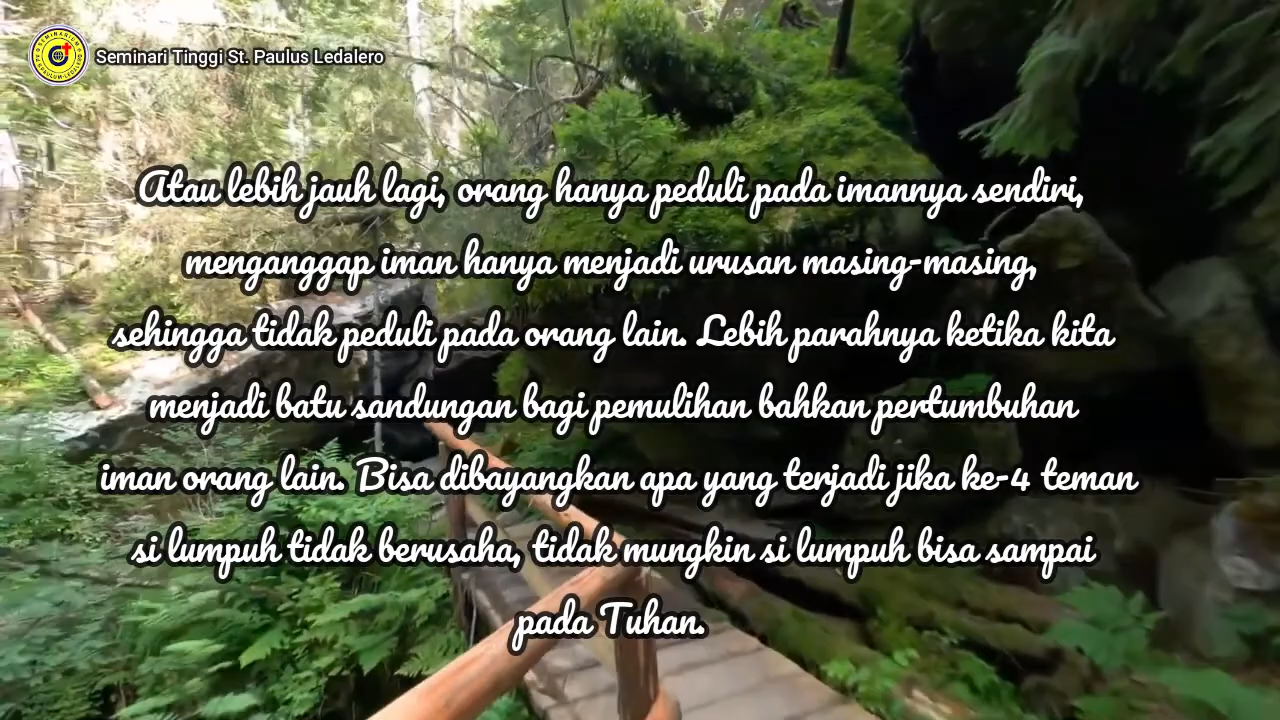 Seminari Tinggi St. Paulus Ledalero
Atau lebih jauh lagi, orang hanya peduli pada imannya sendiri,
menganggap iman hanya menjadi urusan masing-masing,
sehingga tidak peduli pada orang lain. Lebih parahnya ketika kita
menjadi batu sandungan bagi pemulihan bahkan pertumbuhan
iman orang lain. Bisa dibayangkan apa yang terjadi jika ke-4 teman
si lumpuh tidak berusaha, tidak mungkin si lumpuh bisa sampai
pada Tuhan.